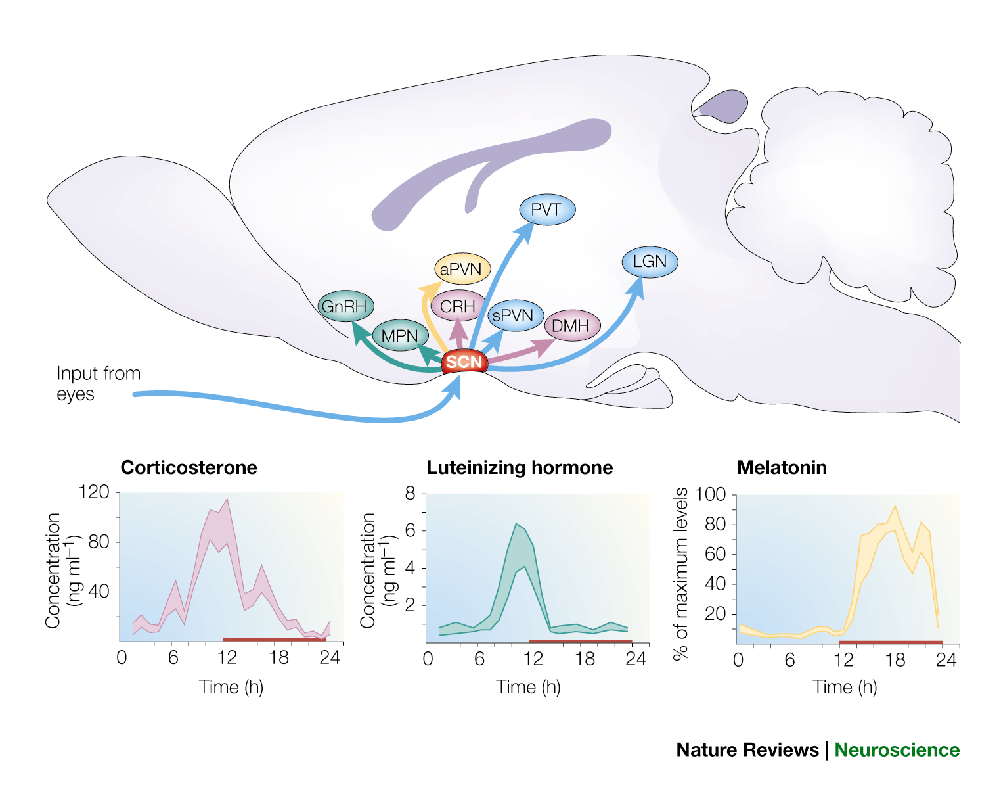 PVT
LGN
aPVN
GnRH
CRH
sPVN
DMH
MPN
SCN
Input from
eyes
Corticosterone
Luteinizing hormone
Melatonin
120
80
40
Concentration
(ng ml–1)
0 6 12 18 24
Time (h)
8
6
4
2
Concentration
(ng ml–1)
0 6 12 18 24
Time (h)
100
80
60
40
20
% of maximum levels
0 6 12 18 24
Time (h)
Nature Reviews | Neuroscience